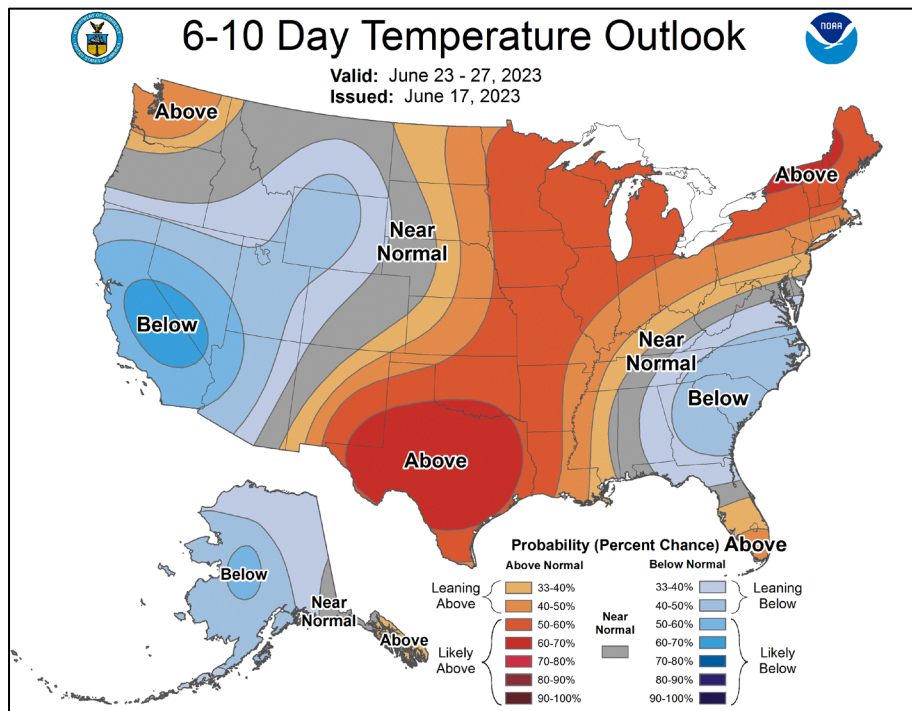 6-10 Day Temperature Outlook
NOAA
Valid: June 23 - 27, 2023
Issued: June 17, 2023
Above
Above
Near
Normal
Below
Near
Normal
Below
Above
Above
Below
Near
Normal
Above
Probability (Percent Chance)
Above Normal
Below Normal
Leaning
Above
33-40%
40-50%
Likely
Above
50-60%
60-70%
70-80%
80-90%
90-100%
Near
Normal
33-40%
40-50%
Leaning
Below
50-60%
60-70%
70-80%
80-90%
90-100%
Likely
Below